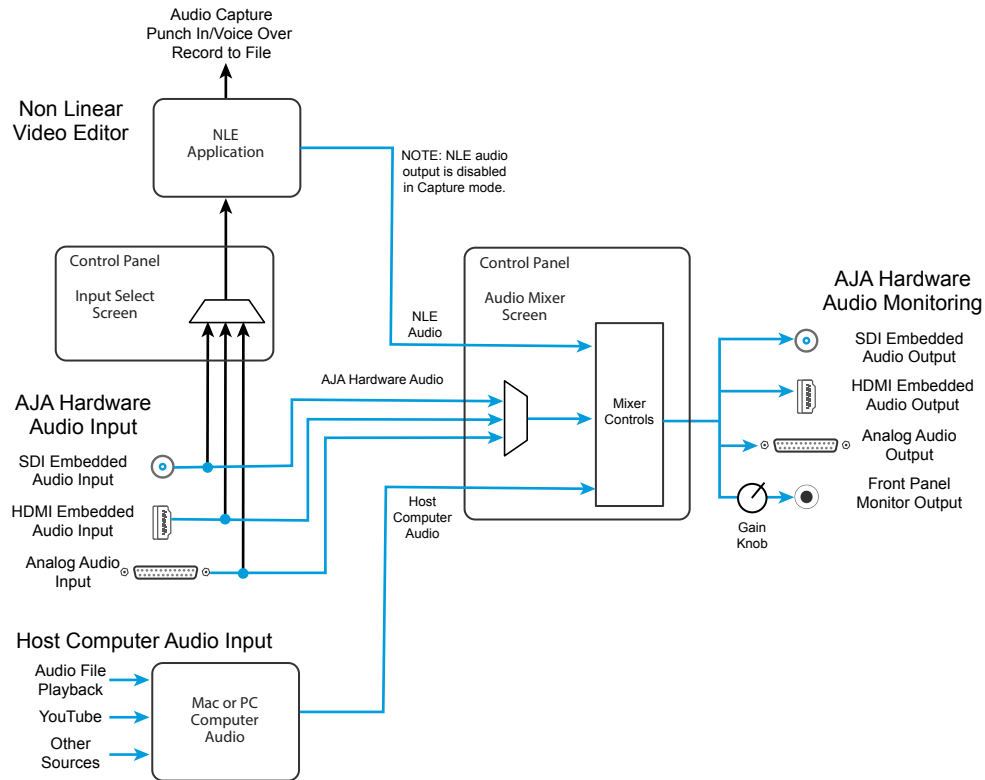 Audio Capture
Punch In/Voice Over
Record to File
Non Linear
Video Editor
NLE
Application
NOTE: NLE audio
output is disabled
in Capture mode.
Control Panel
Input Select
Screen
Control Panel
Audio Mixer
Screen
NLE
Audio
AJA Hardware Audio
Mixer
Controls
Host
Computer
Audio
AJA Hardware
Audio Monitoring
SDI Embedded
Audio Output
HDMI Embedded
Audio Output
Analog Audio
Output
Front Panel
Monitor Output
Gain
Knob
AJA Hardware
Audio Input
SDI Embedded
Audio Input
HDMI Embedded
Audio Input
Analog Audio
Input
Host Computer Audio Input
Audio File
Playback
YouTube
Other
Sources
Mac or PC
Computer
Audio